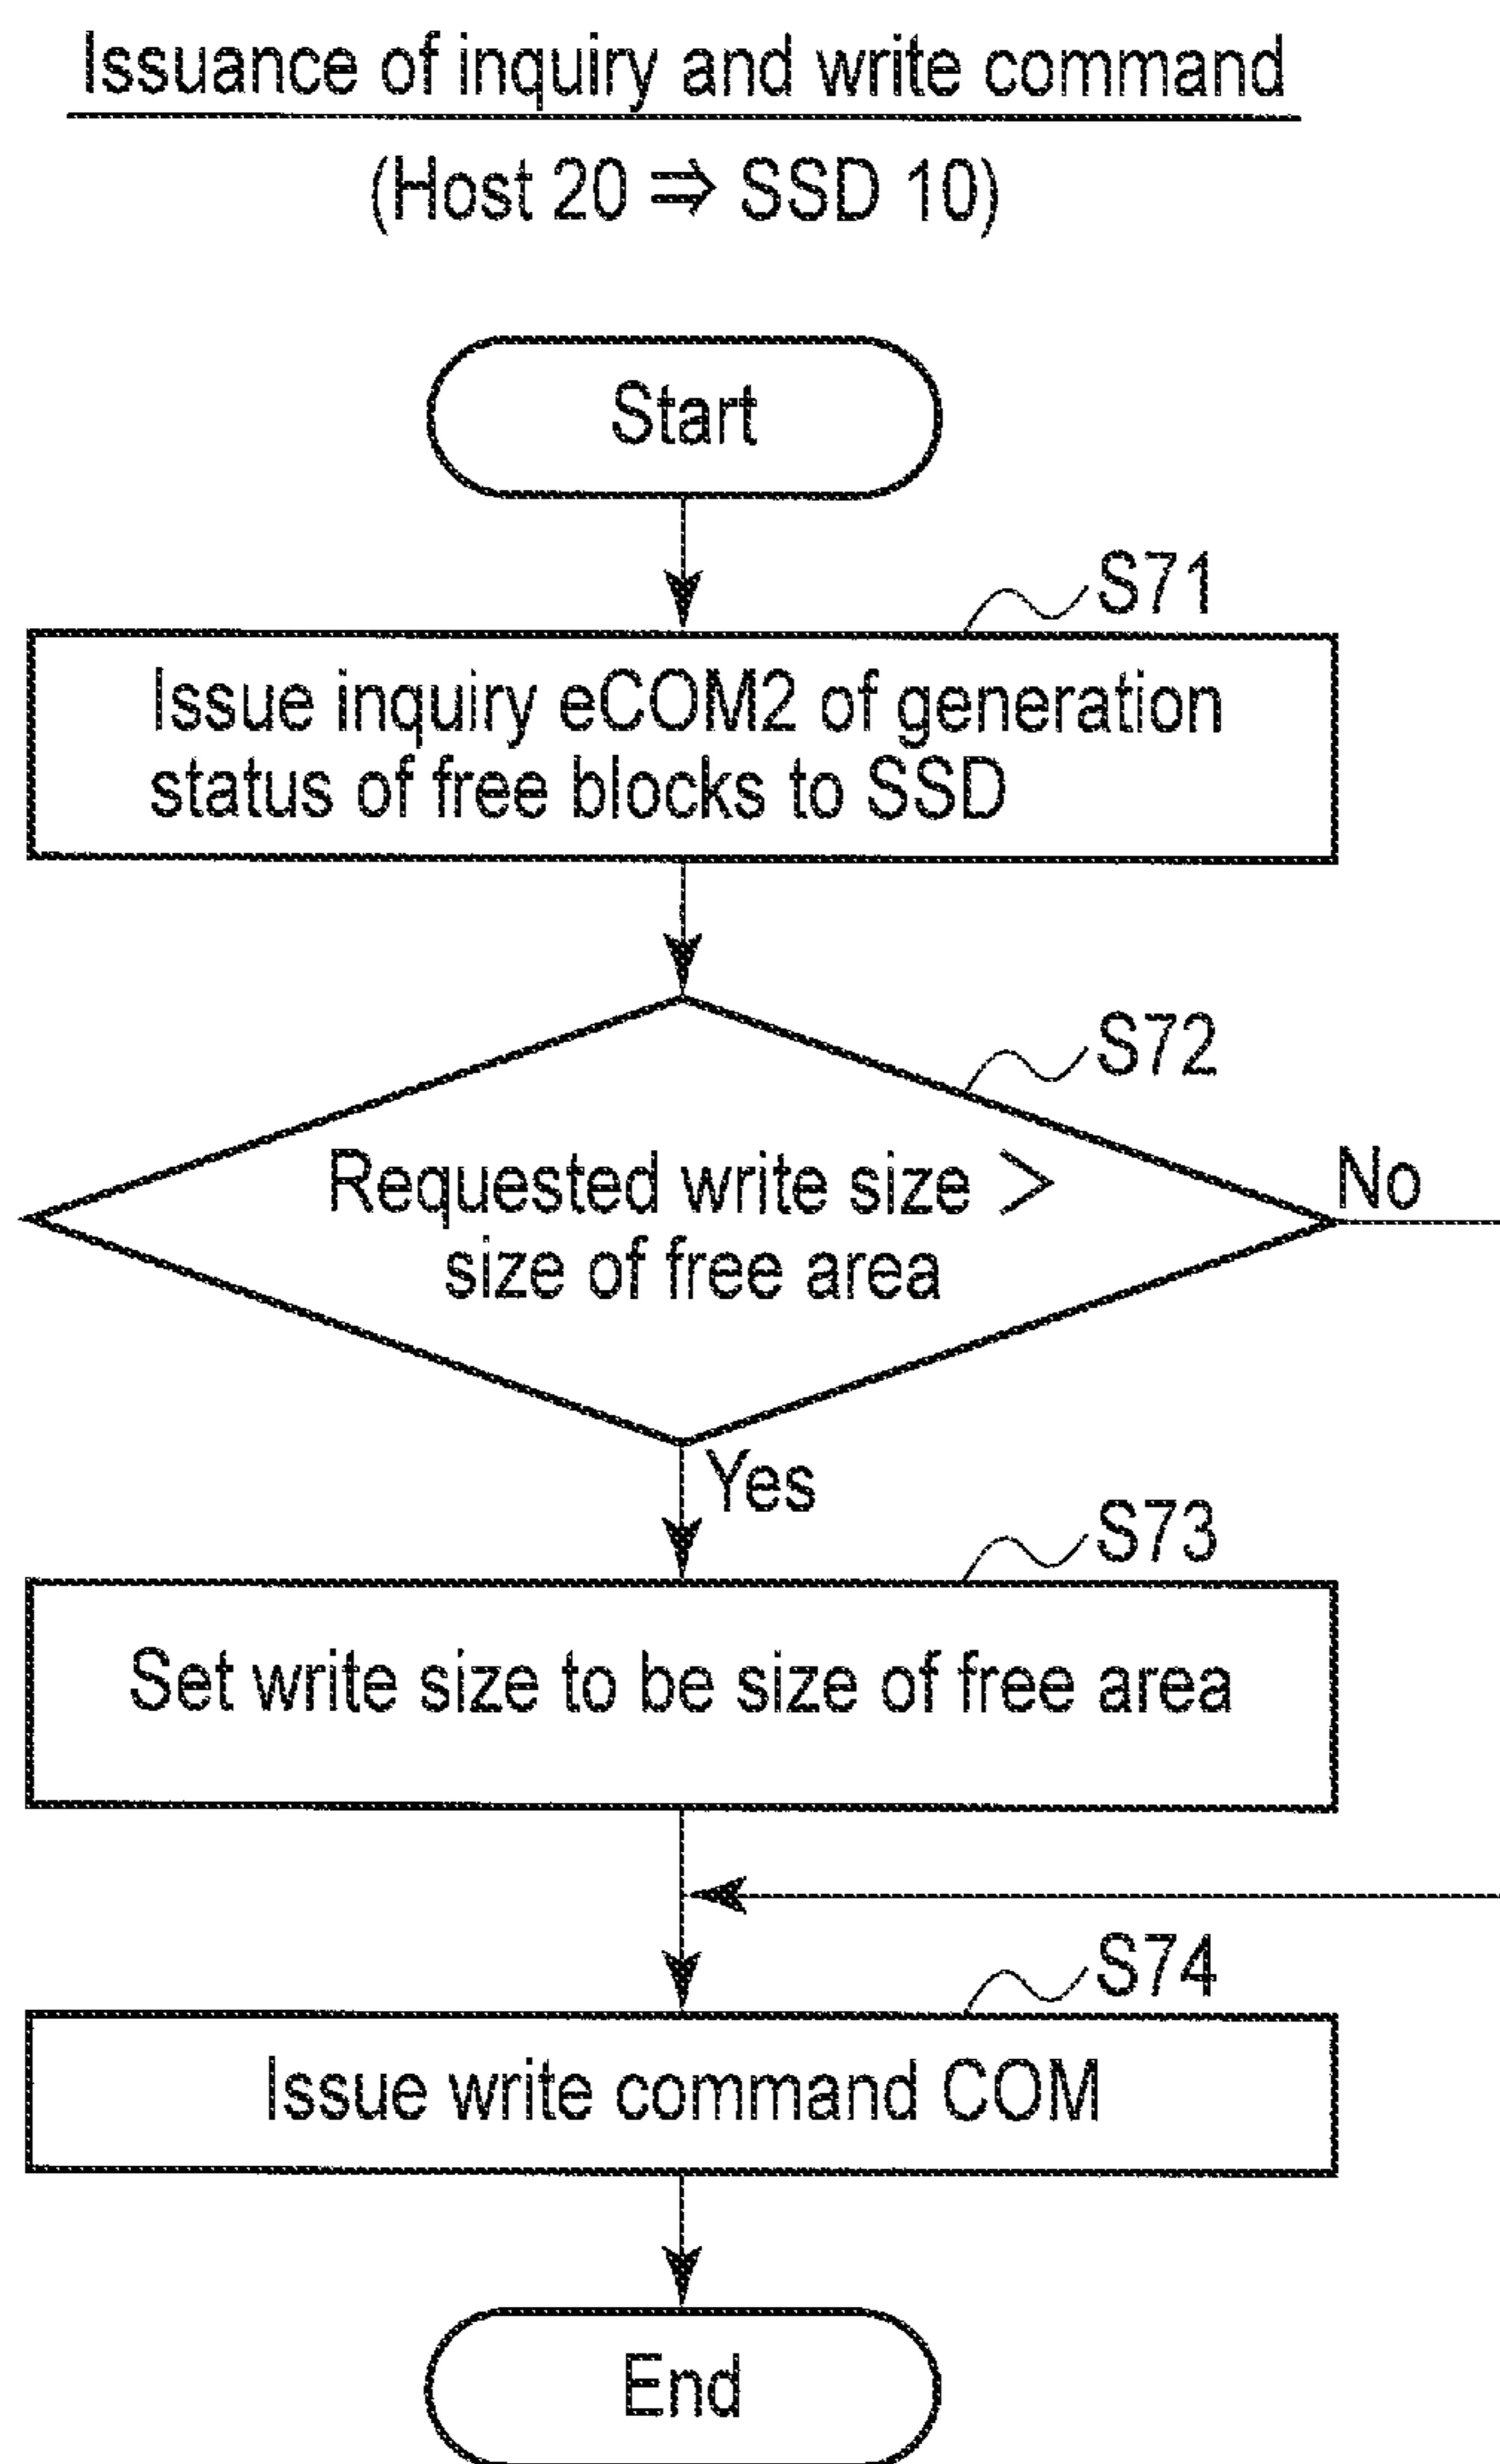 Issuance of inquiry and write command
(Host 20 ⇒ SSD 10)
Start
S71
Issue inquiry eCOM2 of generation
status of free blocks to SSD
S72
Requested write size >
size of free area
No
Yes
S73
Set write size to be size of free area
S74
Issue write command COM
End